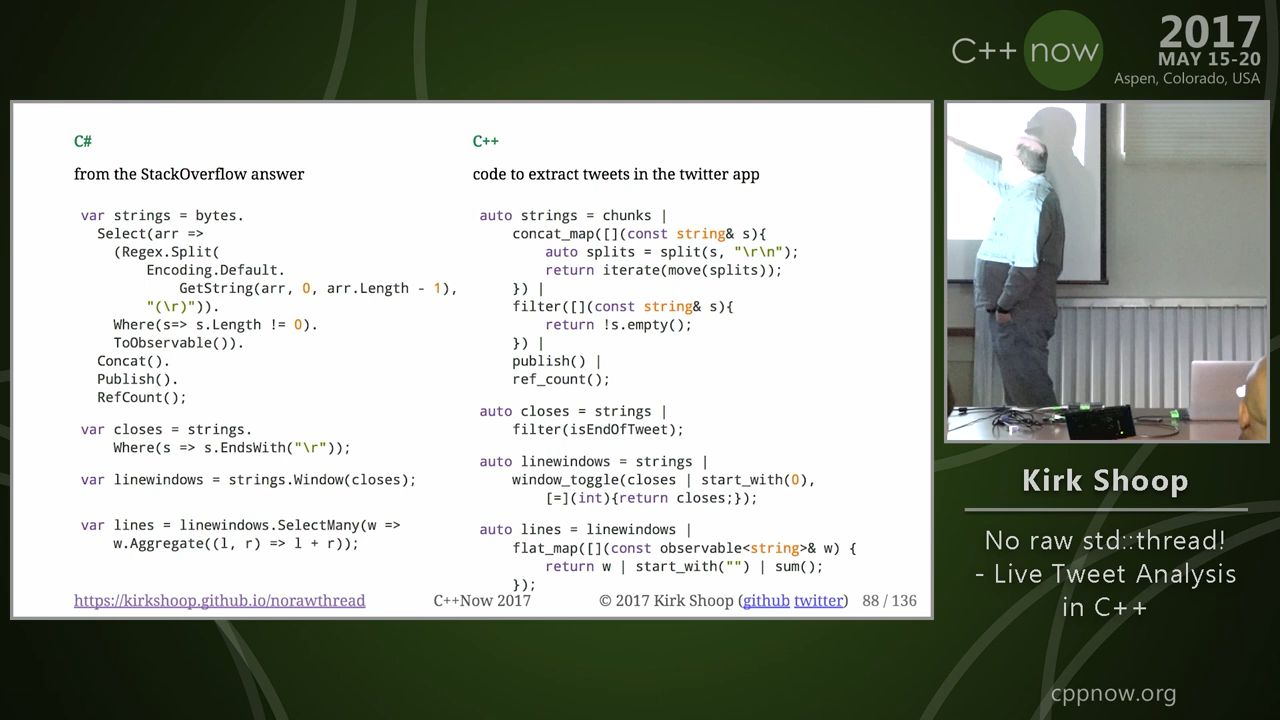 C++ now
2017
MAY 15-20
Aspen, Colorado, USA
C#
from the StackOverflow answer
var strings = bytes.
  Select(arr =>
    (Regex.Split(
        Encoding.Default.
            GetString(arr, 0, arr.Length - 1),
        "(\r)")).
    Where(s=> s.Length != 0).
    ToObservable()).
  Concat().
  Publish().
  RefCount();
var closes = strings.
    Where(s => s.EndsWith("\r"));
var linewindows = strings.Window(closes);
var lines = linewindows.SelectMany(w =>
    w.Aggregate((l, r) => l + r));
C++
code to extract tweets in the twitter app
auto strings = chunks |
    concat_map([](const string& s){
        auto splits = split(s, "\r\n");
        return iterate(move(splits));
    }) |
    filter([](const string& s){
        return !s.empty();
    }) |
    publish() |
    ref_count();
auto closes = strings |
    filter(isEndOfTweet);
auto linewindows = strings |
    window_toggle(closes | start_with(0),
        [=](int){return closes;});
auto lines = linewindows |
    flat_map([](const observable<string>& w) {
        return w | start_with("") | sum();
    });
https://kirkshoop.github.io/norawthread
C++Now 2017
© 2017 Kirk Shoop (github twitter)
88 / 136
Kirk Shoop
No raw std::thread!
- Live Tweet Analysis
in C++
cppnow.org